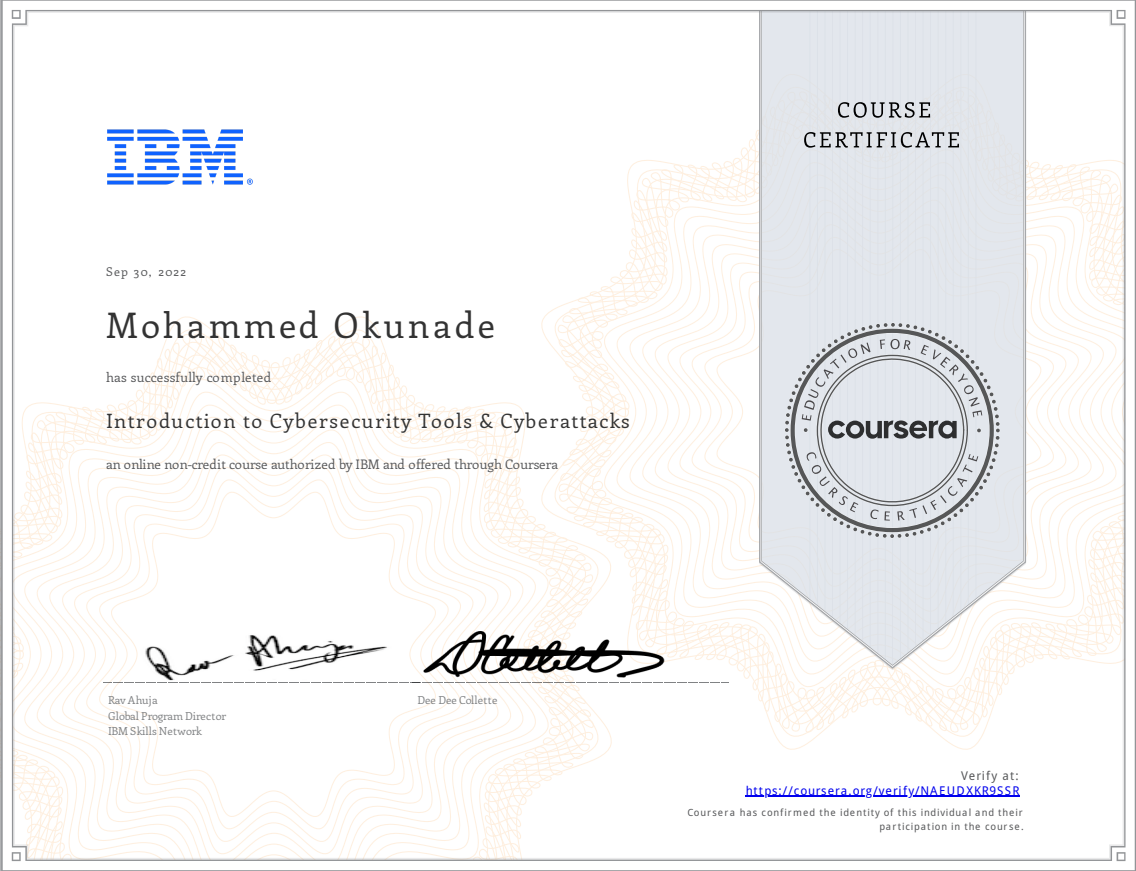 COURSE
CERTIFICATE
IBM®
Sep 30, 2022
Mohammed Okunade
has successfully completed
Introduction to Cybersecurity Tools & Cyberattacks
an online non-credit course authorized by IBM and offered through Coursera
EDUCATION FOR EVERYONE
coursera
COURSE CERTIFICATE
Rav Ahuja
Dee Dee Collette
Global Program Director
IBM Skills Network
Verify at:
https://coursera.org/verify/NAEUDXKR9SSR
Coursera has confirmed the identity of this individual and their
participation in the course.